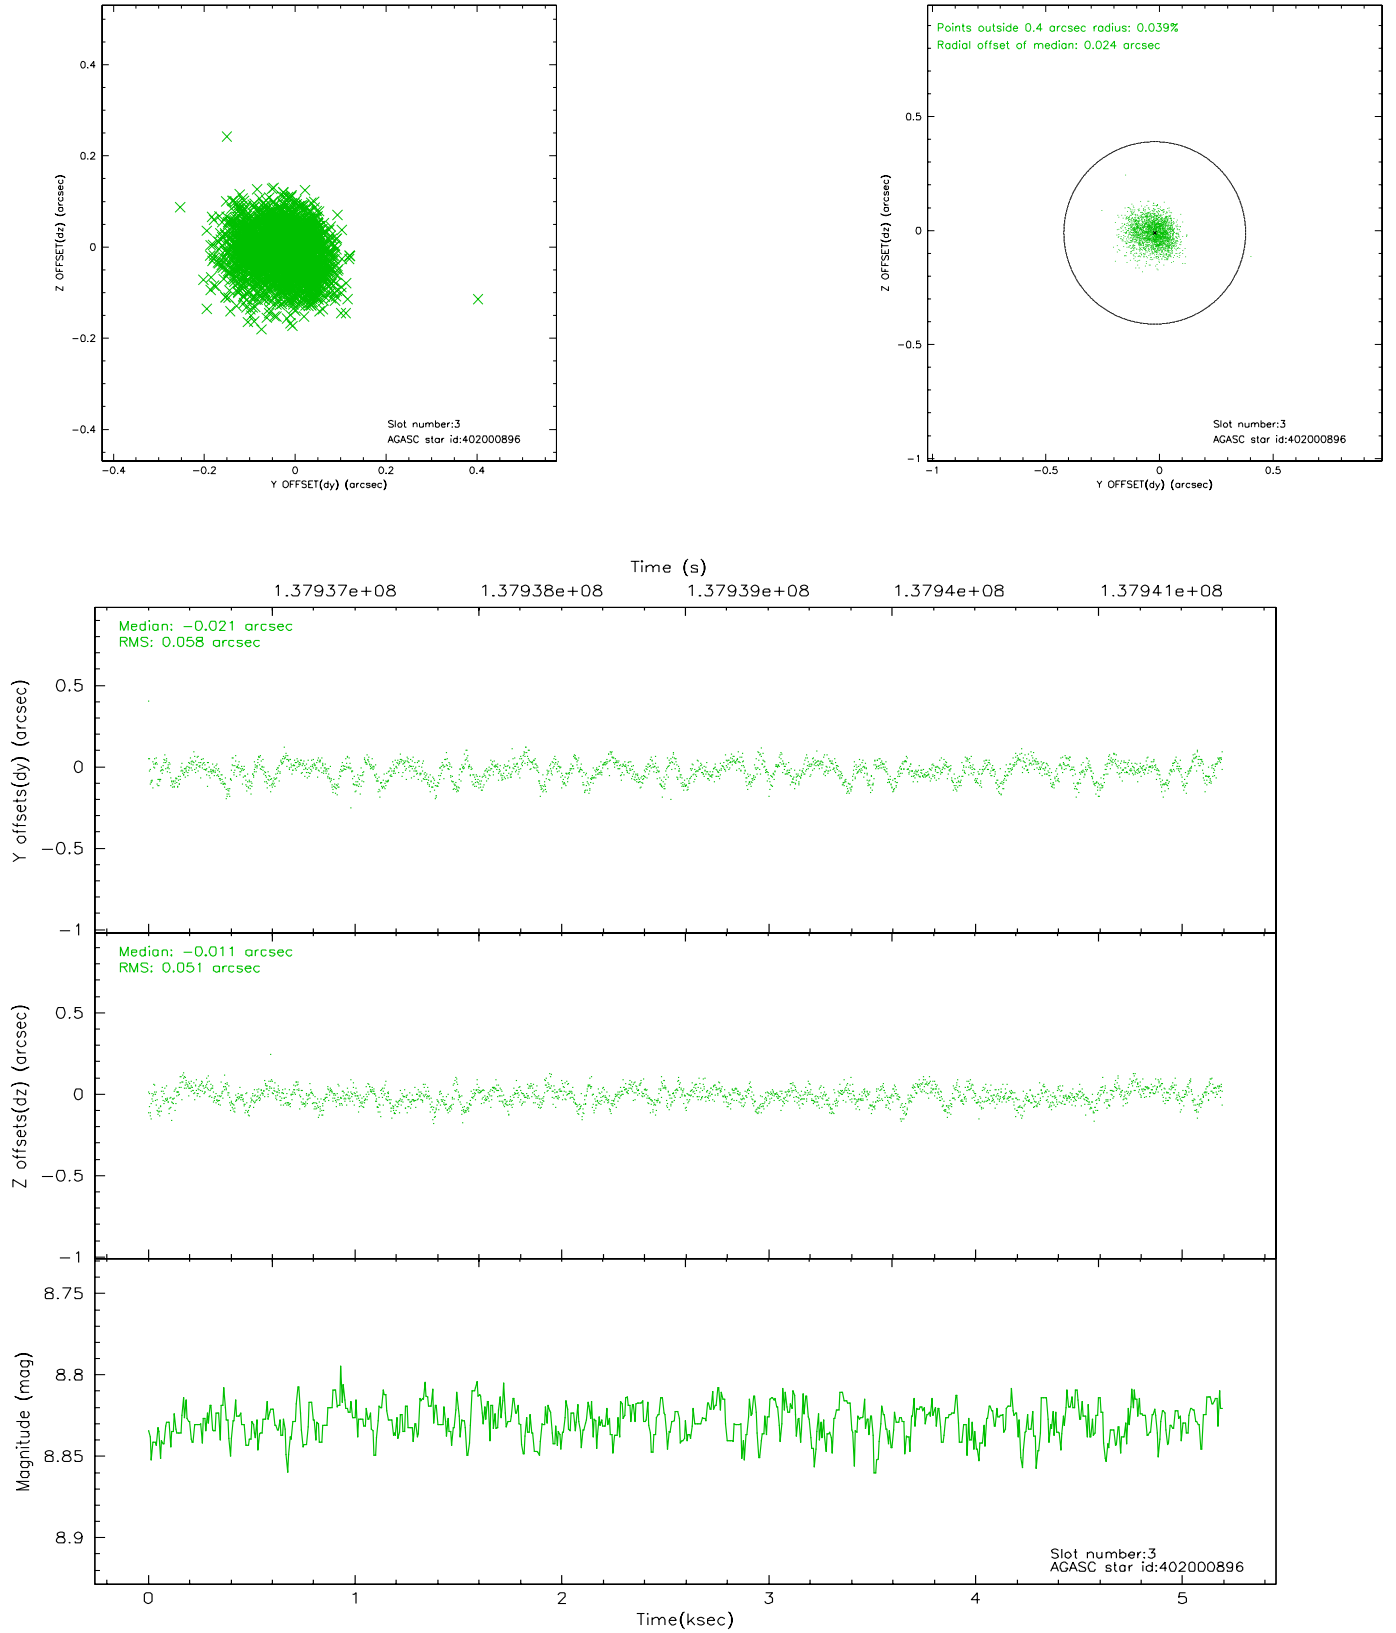 0.4
0.2
0
−0.2
−0.4
Z OFFSET(dz) (arcsec)
Slot number:3
AGASC star id:402000896
−0.4 −0.2 0 0.2 0.4
Y OFFSET(dy) (arcsec)
Points outside 0.4 arcsec radius: 0.039%
Radial offset of median: 0.024 arcsec
0.5
0
−0.5
−1
Z OFFSET(dz) (arcsec)
Slot number:3
AGASC star id:402000896
−1 −0.5 0 0.5
Y OFFSET(dy) (arcsec)
Time (s)
1.37937e+08 1.37938e+08 1.37939e+08 1.3794e+08 1.37941e+08
Median: −0.021 arcsec
RMS: 0.058 arcsec
0.5
0
−0.5
−1
Y offsets(dy) (arcsec)
Median: −0.011 arcsec
RMS: 0.051 arcsec
0.5
0
−0.5
−1
Z offsets(dz) (arcsec)
8.75
8.8
8.85
8.9
Magnitude (mag)
Slot number:3
AGASC star id:402000896
0 1 2 3 4 5
Time(ksec)